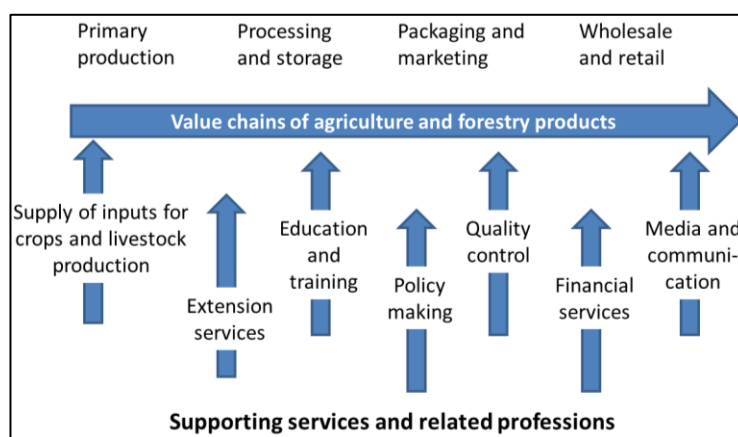 Primary
production
Processing
and storage
Packaging and
marketing
Wholesale
and retail
Value chains of agriculture and forestry products
Supply of inputs for
crops and livestock
production
Extension
services
Education
and
training
Policy
making
Quality
control
Financial
services
Media and
communi-
cation
Supporting services and related professions